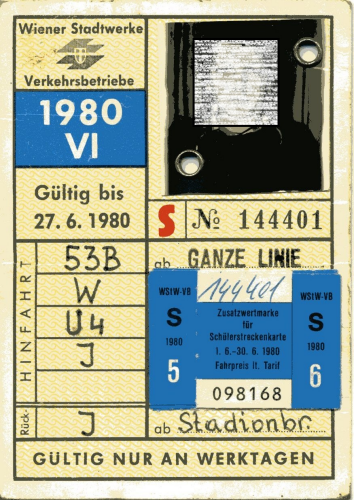 Wiener Stadtwerke
Verkehrsbetriebe
1980
VI
Gültig bis
27. 6. 1980
S № 144401
HINFAHRT
53B ab GANZE LINIE
W
U4
J
WStW-VB
S
1980
5
144401
Zusatzwertmarke
für
Schülerstreckenkarte
1. 6.-30. 6. 1980
Fahrpreis lt. Tarif
098168
WStW-VB
S
1980
6
Rück-
J ab Stadionbr.
GÜLTIG NUR AN WERKTAGEN